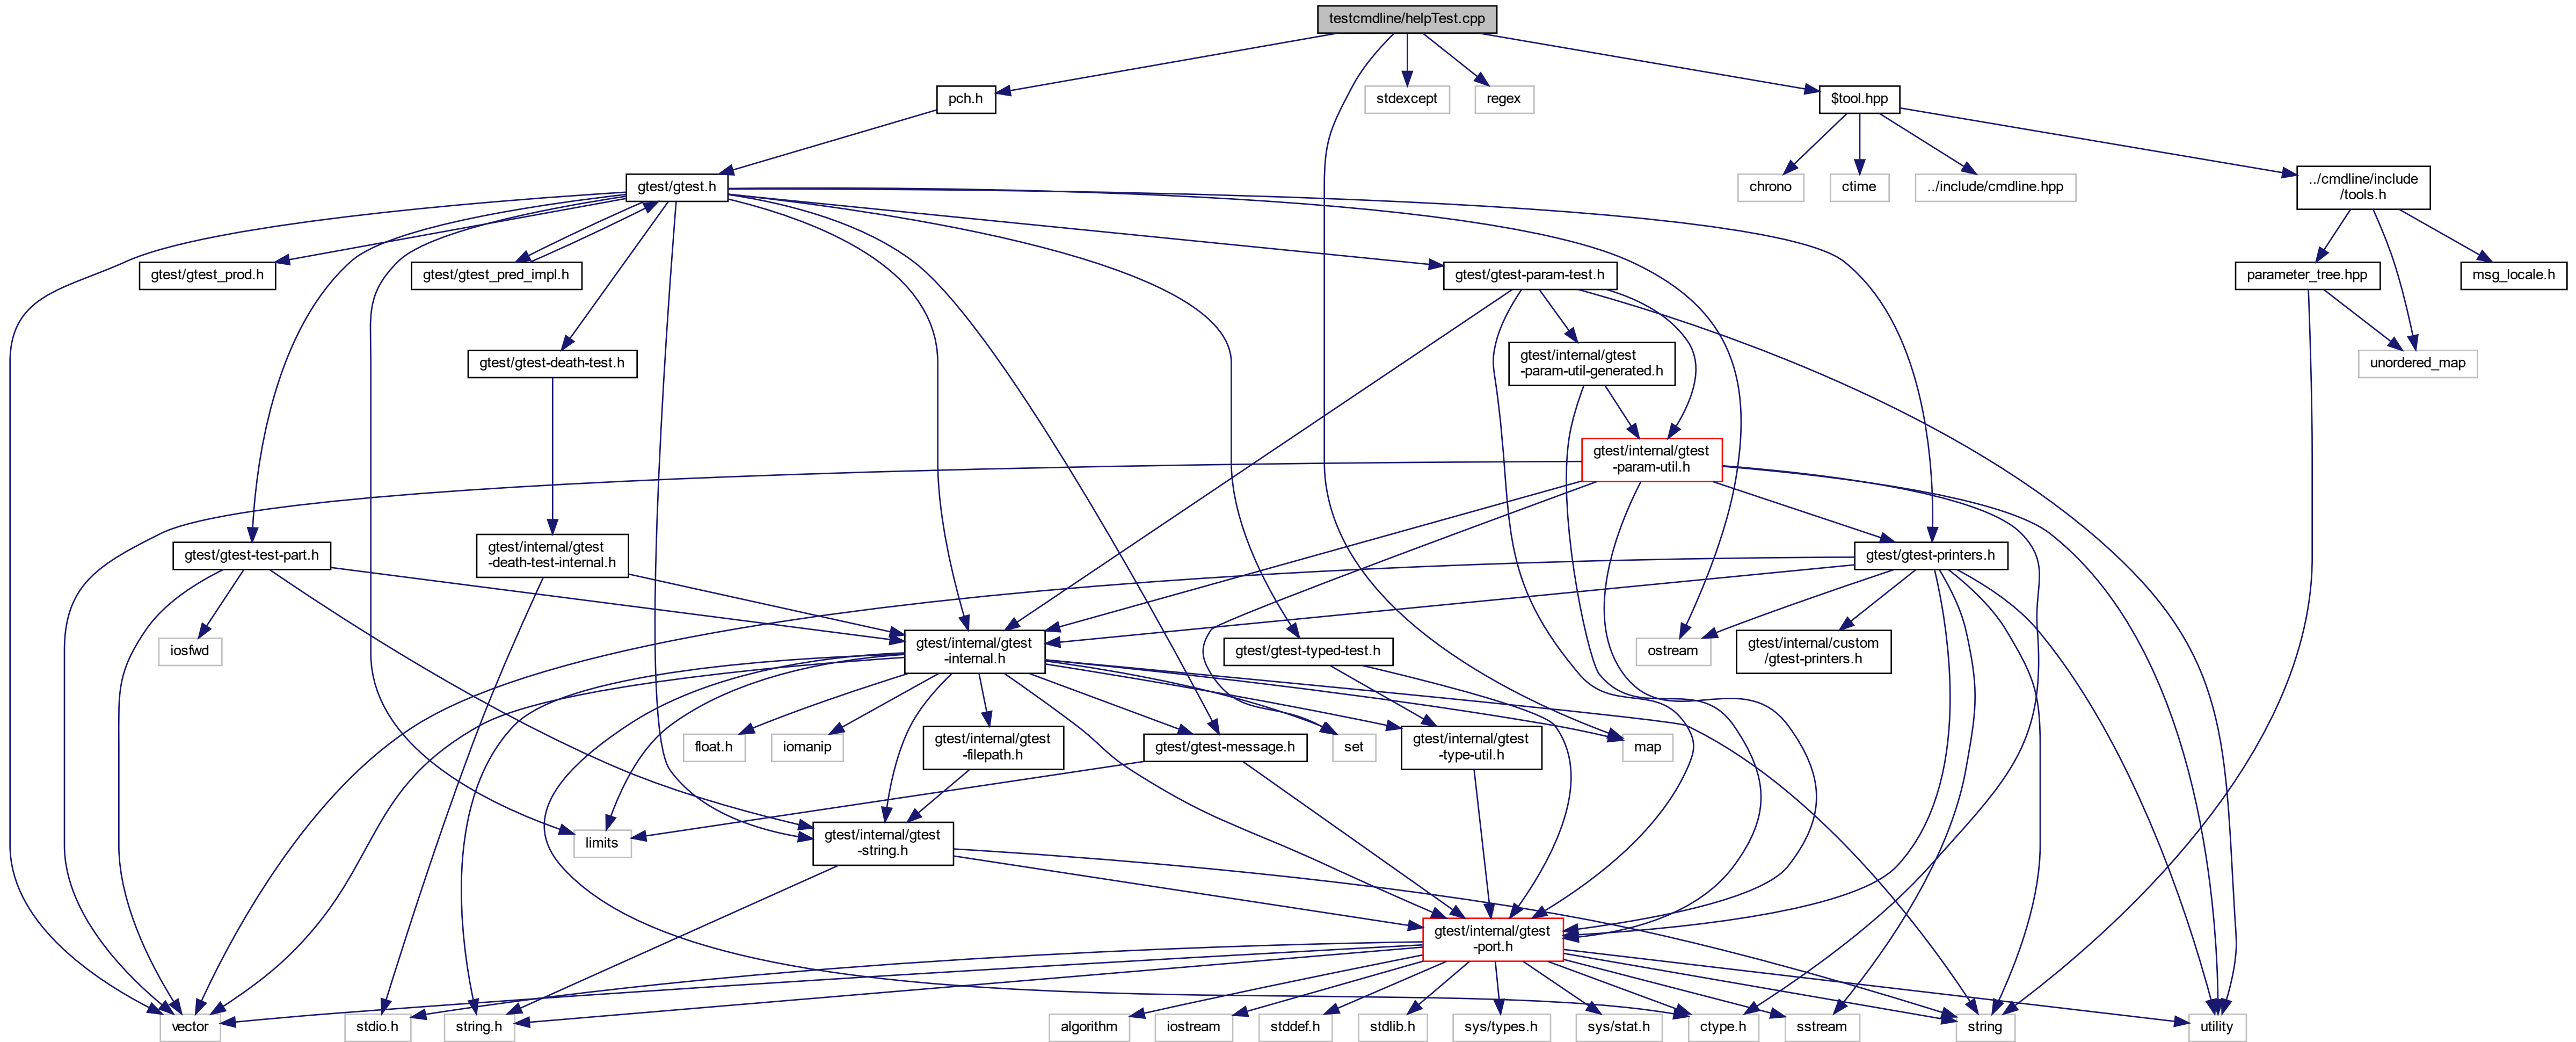 testcmdline/helpTest.cpp
pch.h
stdexcept
regex
$tool.hpp
gtest/gtest.h
chrono
ctime
../include/cmdline.hpp
../cmdline/include
/tools.h
gtest/gtest_prod.h
gtest/gtest_pred_impl.h
gtest/gtest-param-test.h
parameter_tree.hpp
msg_locale.h
gtest/gtest-death-test.h
gtest/internal/gtest
-param-util-generated.h
unordered_map
gtest/internal/gtest
-param-util.h
gtest/gtest-test-part.h
gtest/internal/gtest
-death-test-internal.h
gtest/gtest-printers.h
iosfwd
gtest/internal/gtest
-internal.h
gtest/gtest-typed-test.h
ostream
gtest/internal/custom
/gtest-printers.h
float.h
iomanip
gtest/internal/gtest
-filepath.h
gtest/gtest-message.h
set
gtest/internal/gtest
-type-util.h
map
limits
gtest/internal/gtest
-string.h
gtest/internal/gtest
-port.h
vector
stdio.h
string.h
algorithm
iostream
stddef.h
stdlib.h
sys/types.h
sys/stat.h
ctype.h
sstream
string
utility